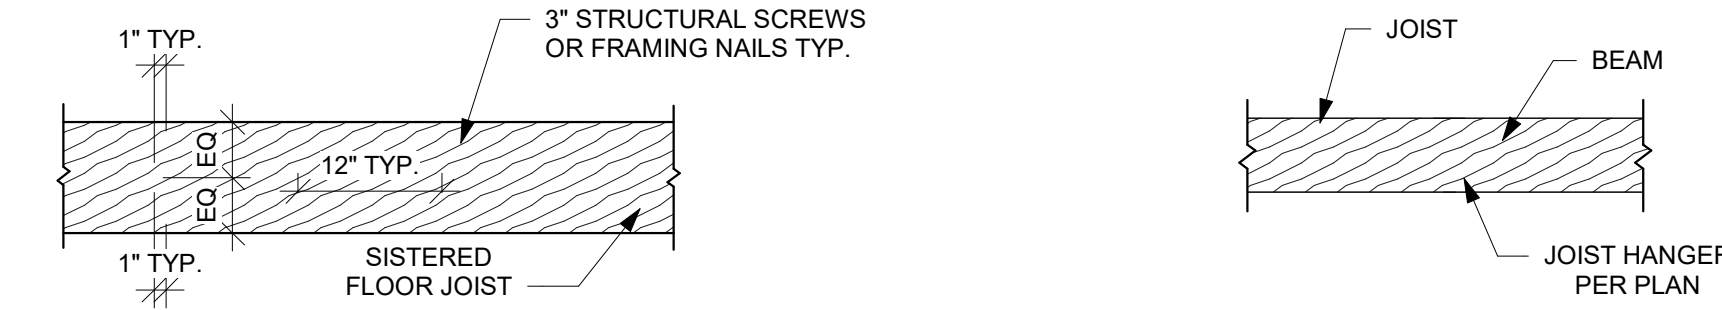 1" TYP.
3" STRUCTURAL SCREWS
OR FRAMING NAILS TYP.
EQ
EQ
12" TYP.
1" TYP.
SISTERED
FLOOR JOIST
JOIST
BEAM
JOIST HANGER
PER PLAN